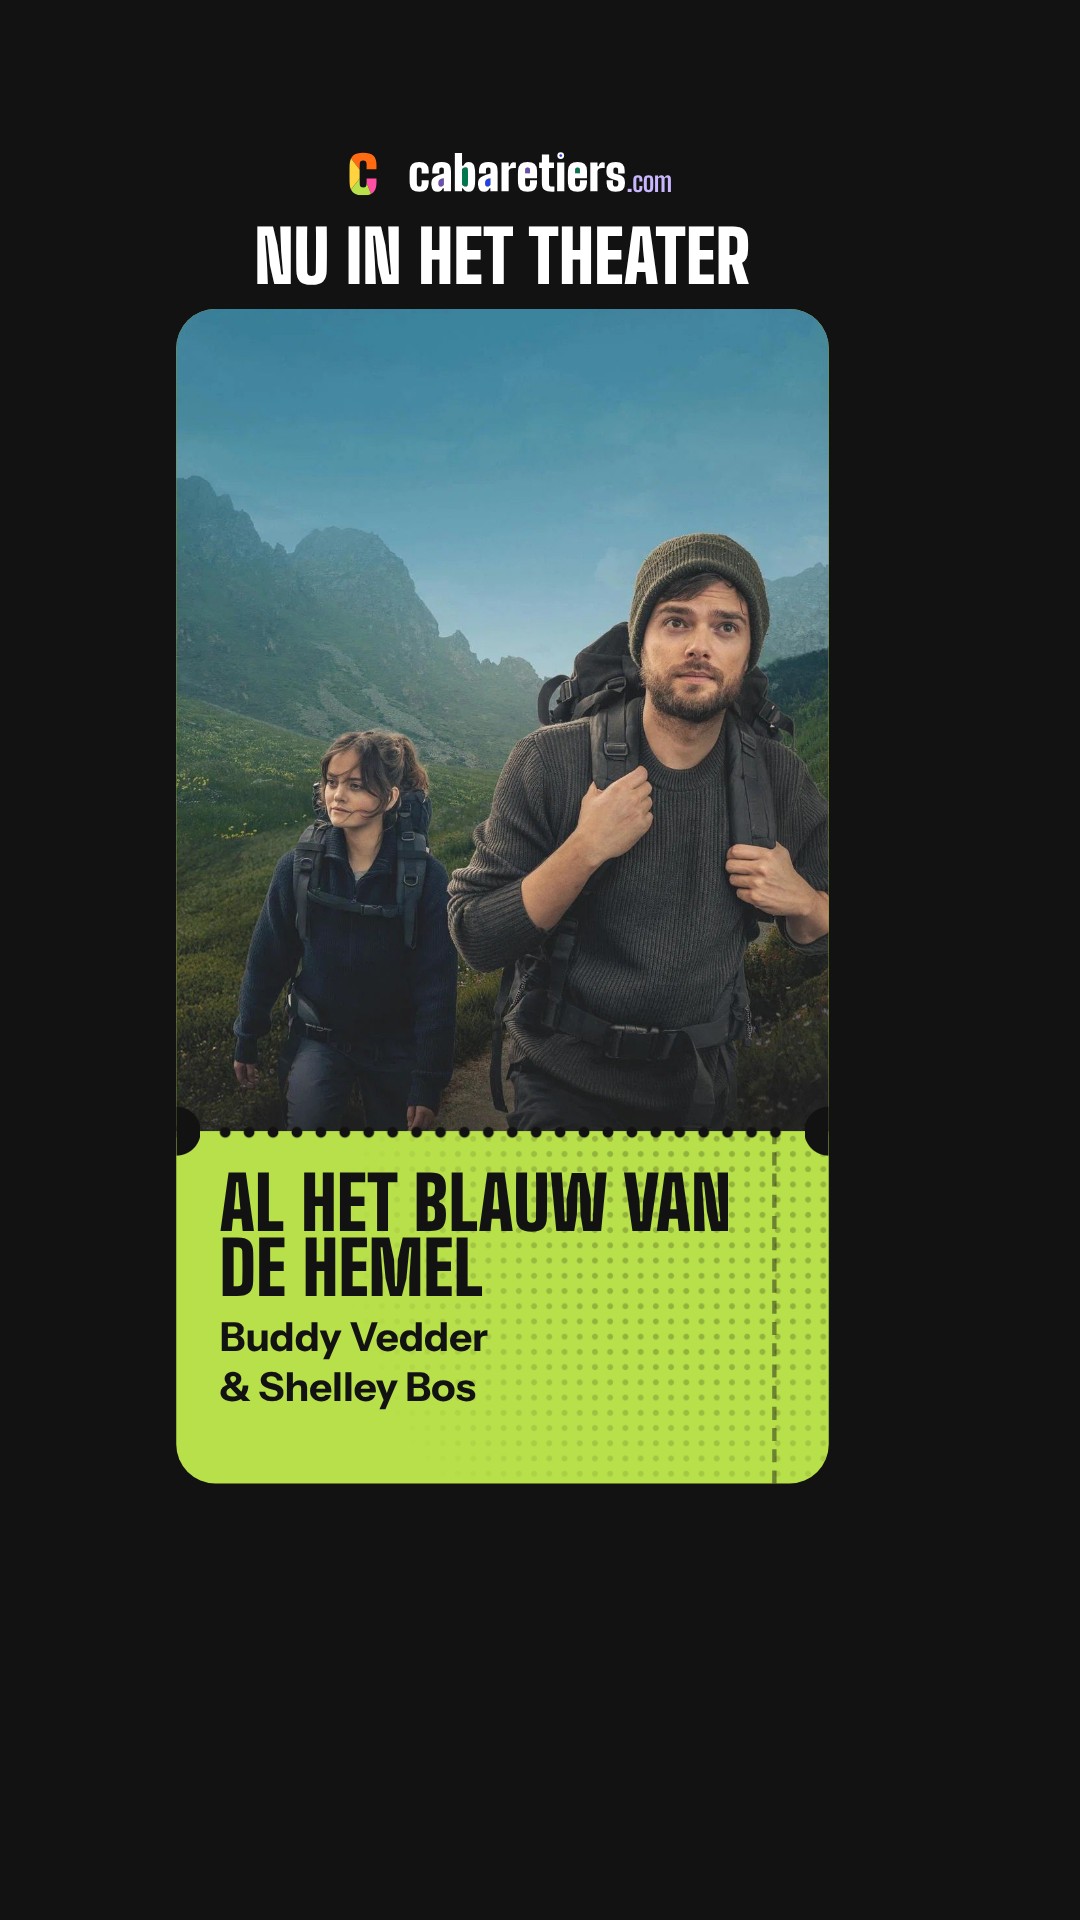 cabaretiers.com
NU IN HET THEATER
AL HET BLAUW VAN
DE HEMEL
Buddy Vedder
& Shelley Bos